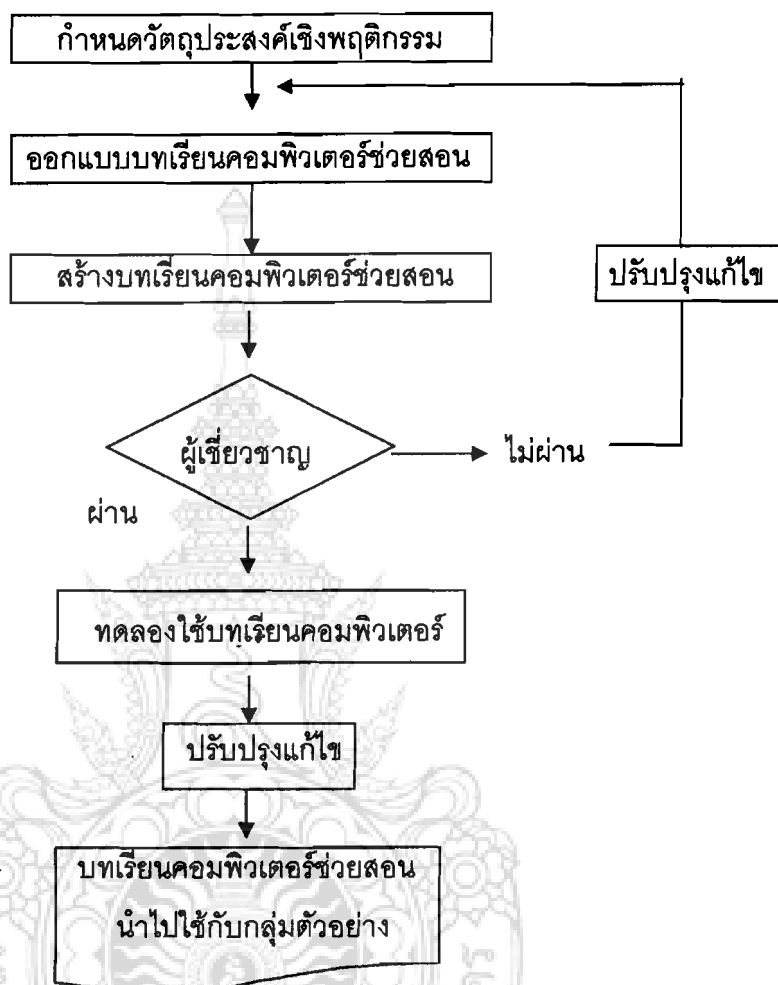 กำหนดวัตถุประสงค์เชิงพฤติกรรม
ออกแบบบทเรียนคอมพิวเตอร์ช่วยสอน
สร้างบทเรียนคอมพิวเตอร์ช่วยสอน
ปรับปรุงแก้ไข
ผู้เชี่ยวชาญ
ไม่ผ่าน
ผ่าน
ทดลองใช้บทเรียนคอมพิวเตอร์
ปรับปรุงแก้ไข
บทเรียนคอมพิวเตอร์ช่วยสอน
นำไปใช้กับกลุ่มตัวอย่าง